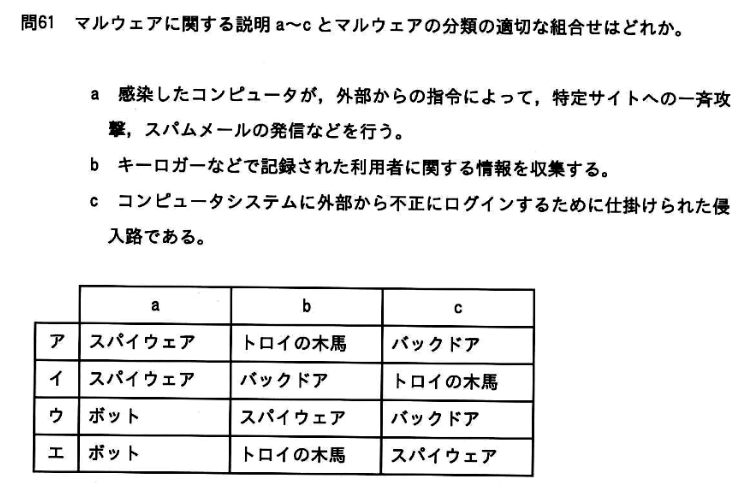 問61 マルウェアに関する説明 a～c とマルウェアの分類の適切な組合せはどれか。
a 感染したコンピュータが，外部からの指令によって，特定サイトへの一斉攻
撃，スパムメールの発信などを行う。
b キーロガーなどで記録された利用者に関する情報を収集する。
c コンピュータシステムに外部から不正にログインするために仕掛けられた侵
入路である。
a b c
ア スパイウェア トロイの木馬 バックドア
イ スパイウェア バックドア トロイの木馬
ウ ボット スパイウェア バックドア
エ ボット トロイの木馬 スパイウェア